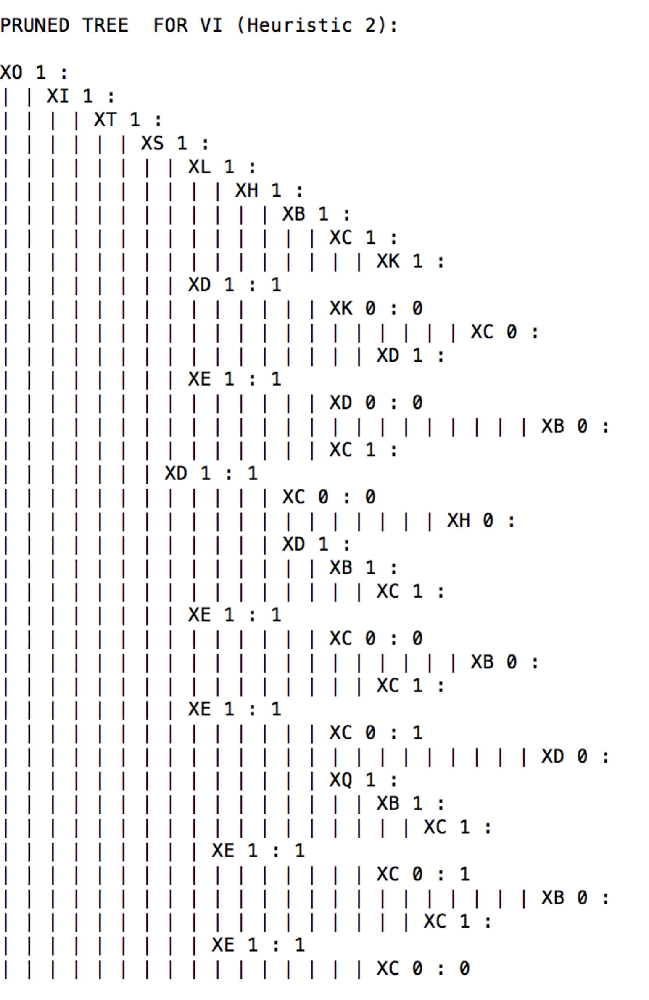 PRUNED TREE  FOR VI (Heuristic 2):
XO 1 :
| | XI 1 :
| | | | XT 1 :
| | | | | | XS 1 :
| | | | | | | | XL 1 :
| | | | | | | | | | XH 1 :
| | | | | | | | | | | | XB 1 :
| | | | | | | | | | | | | | XC 1 :
| | | | | | | | | | | | | | | | XK 1 :
| | | | | | | | XD 1 : 1
| | | | | | | | | | | | | | XK 0 : 0
| | | | | | | | | | | | | | | | | | | | XC 0 :
| | | | | | | | | | | | | | | | XD 1 :
| | | | | | | | XE 1 : 1
| | | | | | | | | | | | | | XD 0 : 0
| | | | | | | | | | | | | | | | | | | | | | | XB 0 :
| | | | | | | | | | | | | | XC 1 :
| | | | | | | XD 1 : 1
| | | | | | | | | | | | XC 0 : 0
| | | | | | | | | | | | | | | | | | | XH 0 :
| | | | | | | | | | | | XD 1 :
| | | | | | | | | | | | | | XB 1 :
| | | | | | | | | | | | | | | | XC 1 :
| | | | | | | | XE 1 : 1
| | | | | | | | | | | | | | XC 0 : 0
| | | | | | | | | | | | | | | | | | | | XB 0 :
| | | | | | | | | | | | | | | | XC 1 :
| | | | | | | | XE 1 : 1
| | | | | | | | | | | | | | XC 0 : 1
| | | | | | | | | | | | | | | | | | | | | | | XD 0 :
| | | | | | | | | | | | | | XQ 1 :
| | | | | | | | | | | | | | | | XB 1 :
| | | | | | | | | | | | | | | | | | XC 1 :
| | | | | | | | | XE 1 : 1
| | | | | | | | | | | | | | | | XC 0 : 1
| | | | | | | | | | | | | | | | | | | | | | | XB 0 :
| | | | | | | | | | | | | | | | | | XC 1 :
| | | | | | | | | XE 1 : 1
| | | | | | | | | | | | | | | | XC 0 : 0